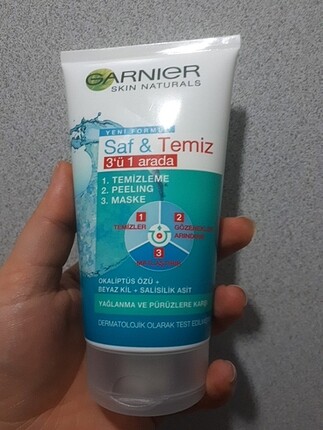 GARNIER
SKIN NATURALS
YENİ FORMÜL
Saf & Temiz
3'ü 1 arada
1. TEMİZLEME
2. PEELING
3. MASKE
1
TEMİZLER
2
3
OKALİPTÜS ÖZÜ +
BEYAZ KİL + SALİSİLİK ASİT
YAĞLANMA VE PÜRÜZLERE KARŞI
DERMATOLOJİK OLARAK TEST